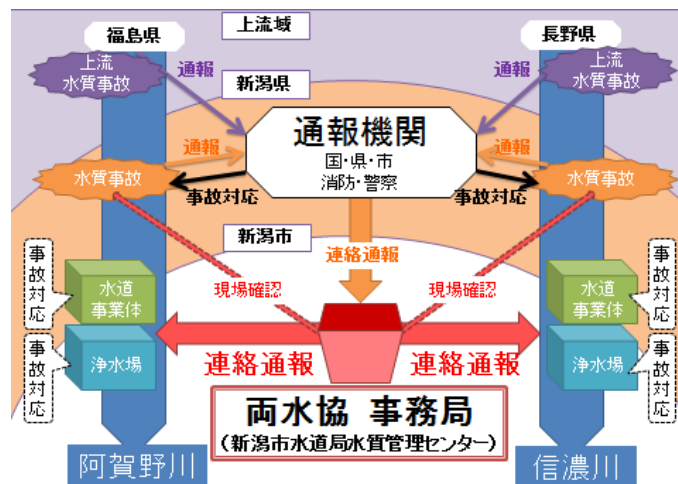 福島県
上流域
長野県
上流
水質事故
通報
新潟県
通報
上流
水質事故
通報機関
国・県・市
消防・警察
通報
通報
水質事故
事故対応
事故対応
水質事故
新潟市
連絡通報
現場確認
現場確認
事故対応
水道
事業体
水道
事業体
事故対応
事故対応
浄水場
連絡通報
連絡通報
浄水場
事故対応
両水協 事務局
(新潟市水道局水質管理センター)
阿賀野川
信濃川